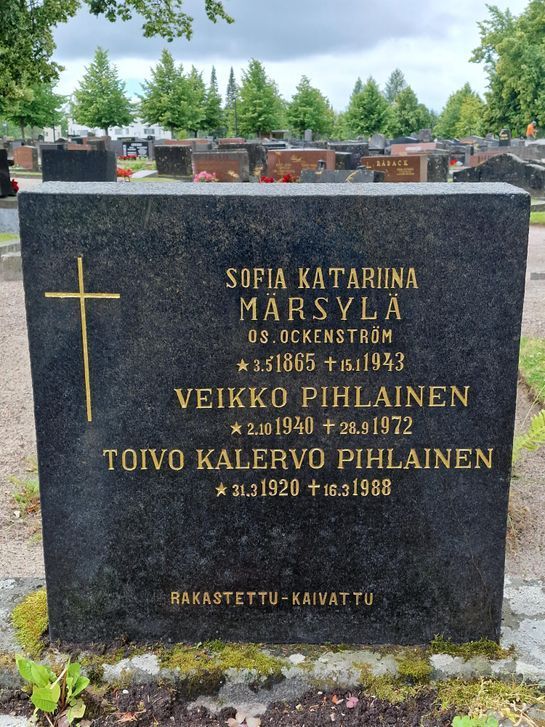 SOFIA KATARIINA
MÄRSYLÄ
OS. OCKENSTRÖM
★3.5 1865 ✝15.1 1943
VEIKKO PIHLAINEN
★2.10 1940 ✝28.9 1972
TOIVO KALERVO PIHLAINEN
★31.3 1920 ✝16.3 1988
RAKASTETTU-KAIVATTU
RÅBACK